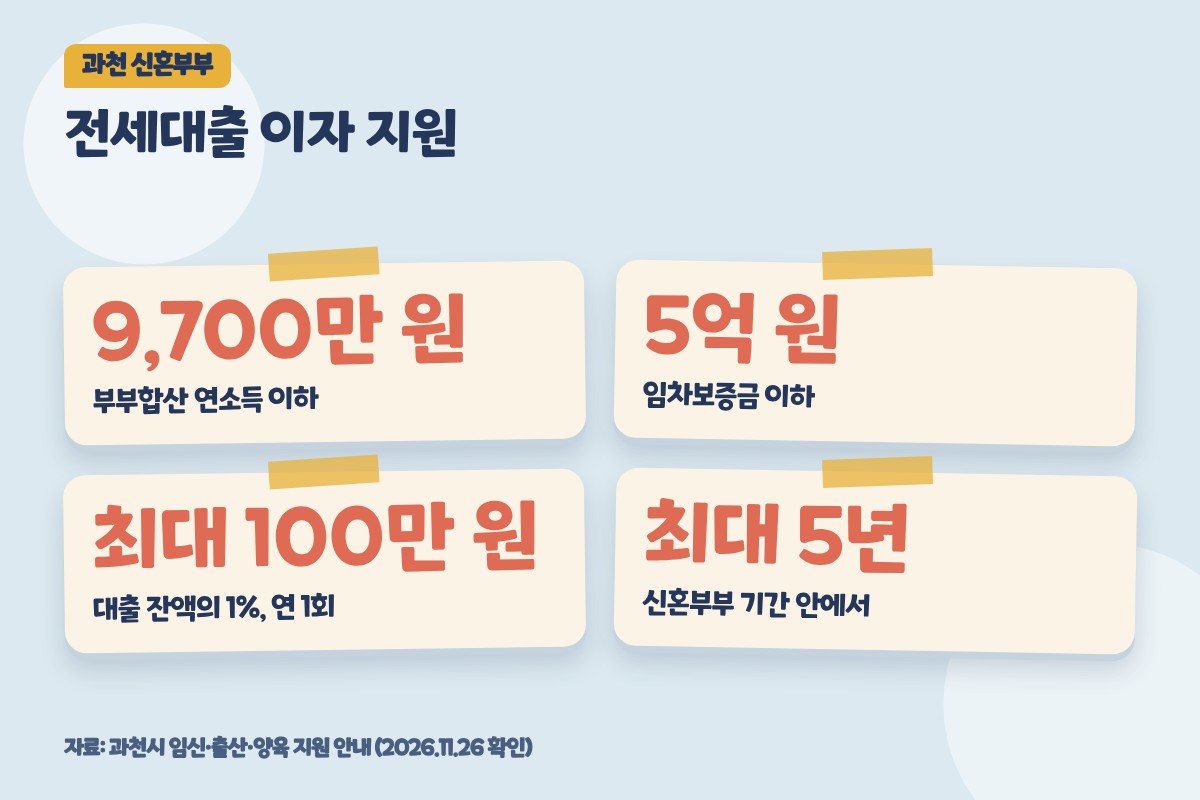 과천 신혼부부
전세대출 이자 지원
9,700만 원
부부합산 연소득 이하
5억 원
임차보증금 이하
최대 100만 원
대출 잔액의 1%, 연 1회
최대 5년
신혼부부 기간 안에서
자료: 과천시 임신·출산·양육 지원 안내 (2026.11.26 확인)